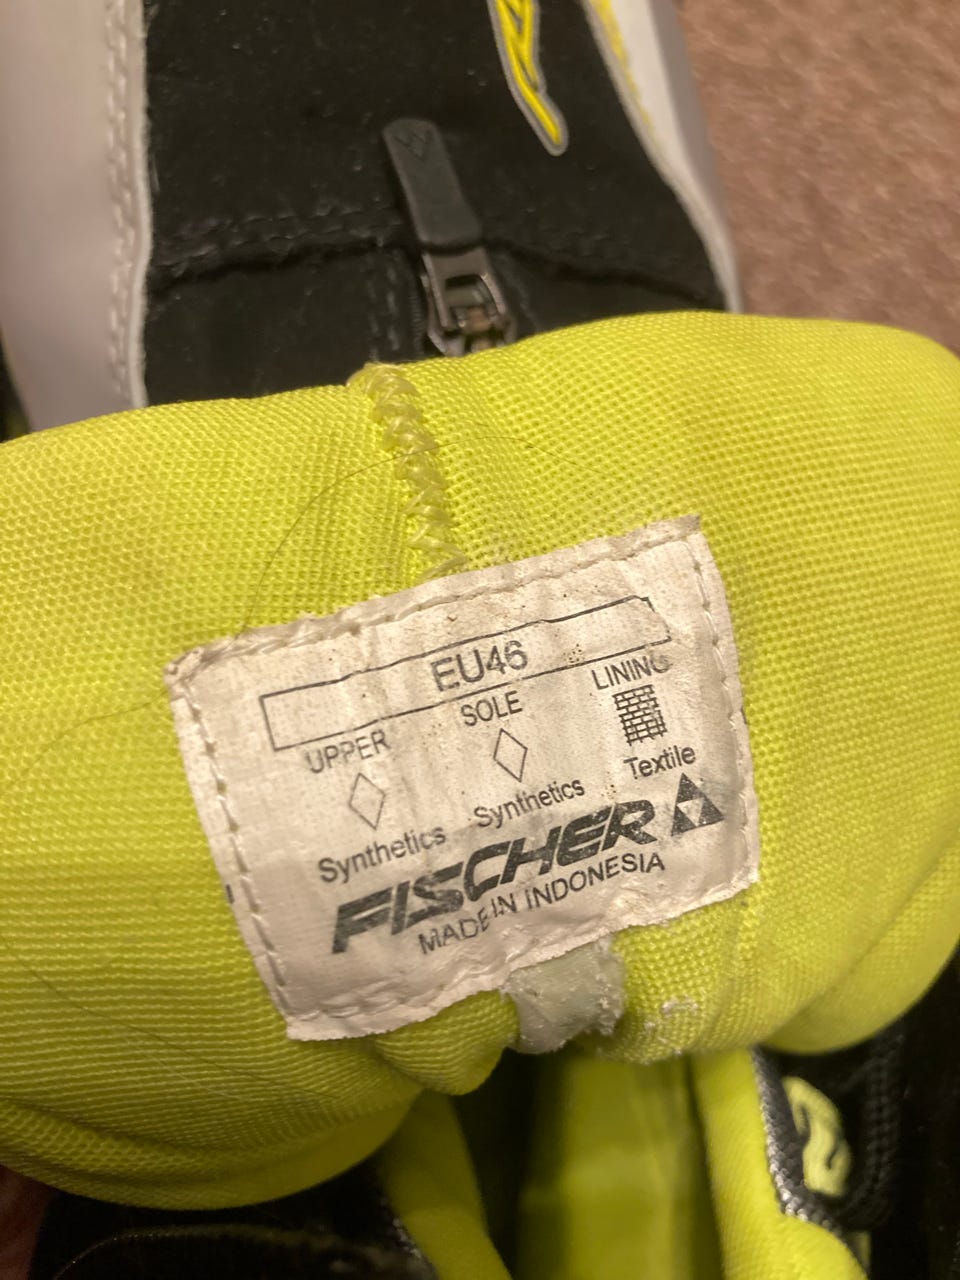 EU46
UPPER SOLE LINING
Synthetics Synthetics Textile
FISCHER
MADE IN INDONESIA